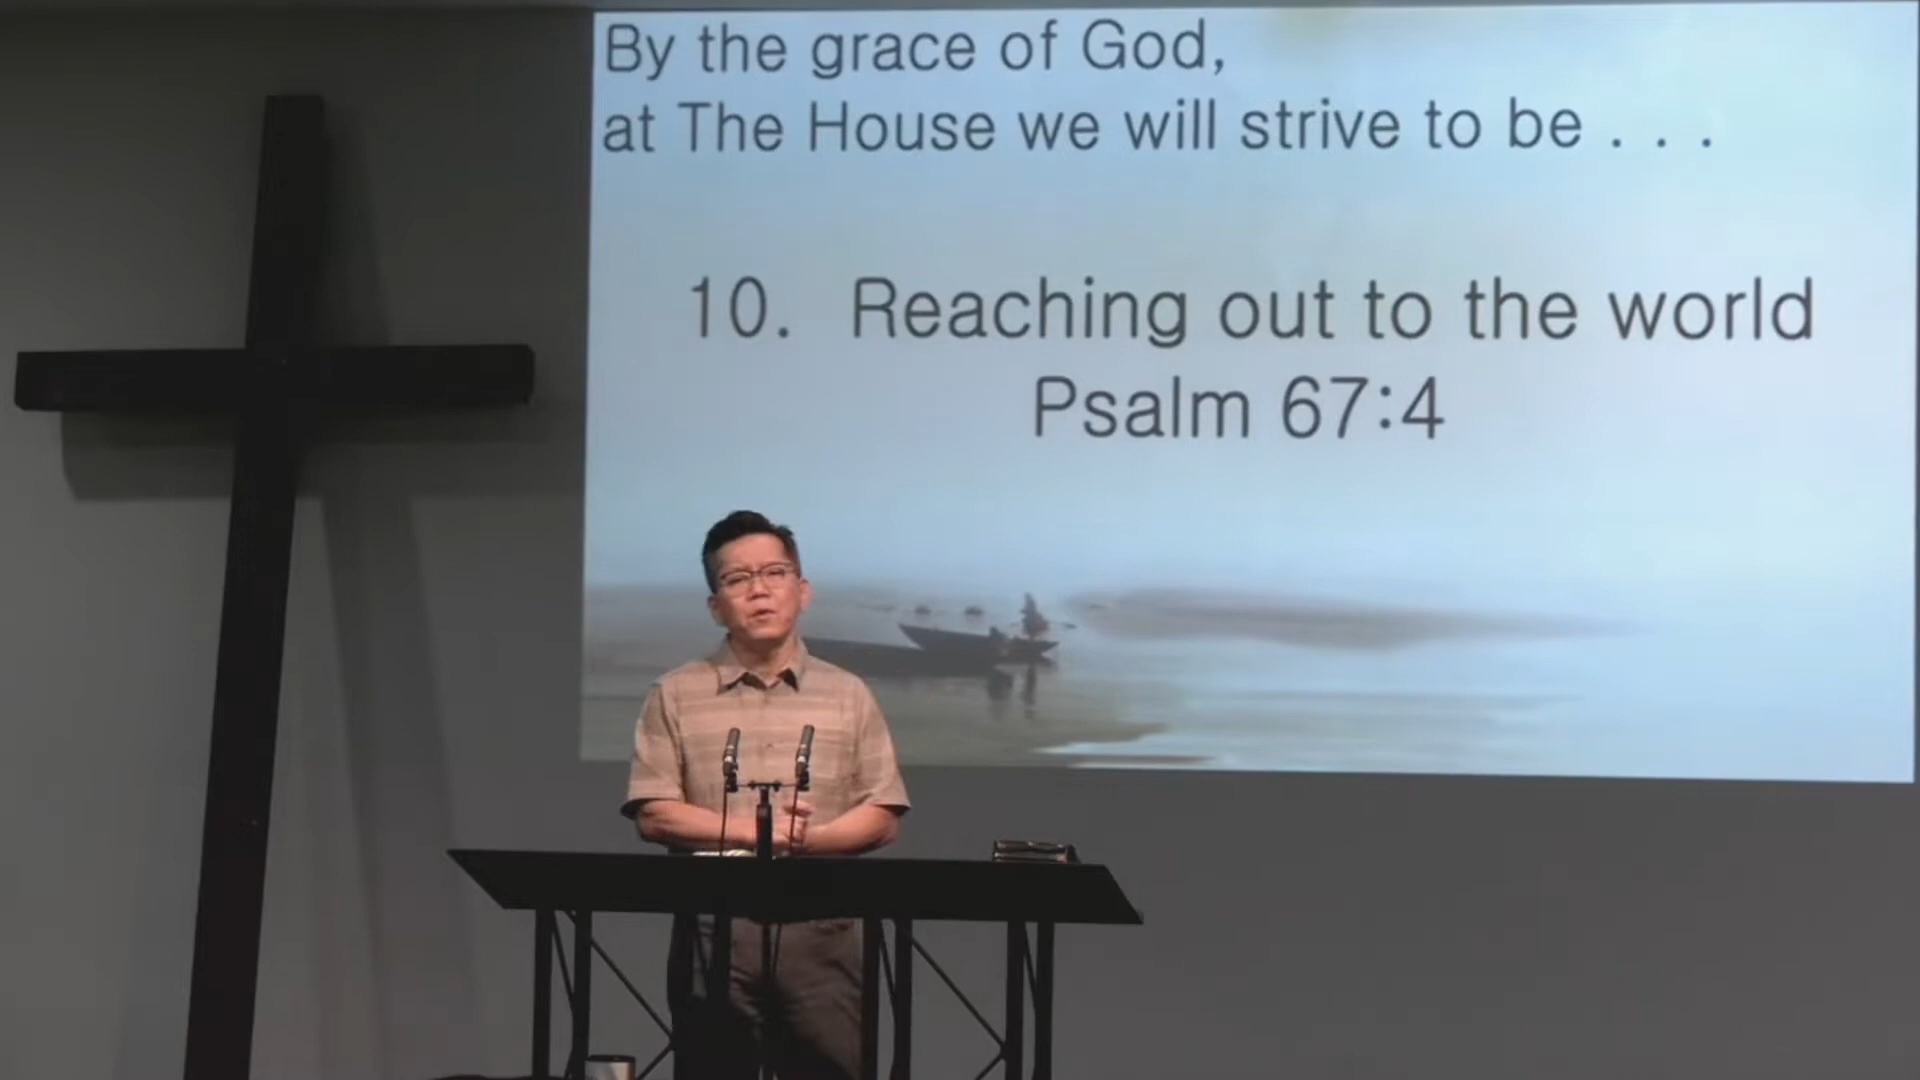 By the grace of God,
at The House we will strive to be . . .
10. Reaching out to the world
Psalm 67:4